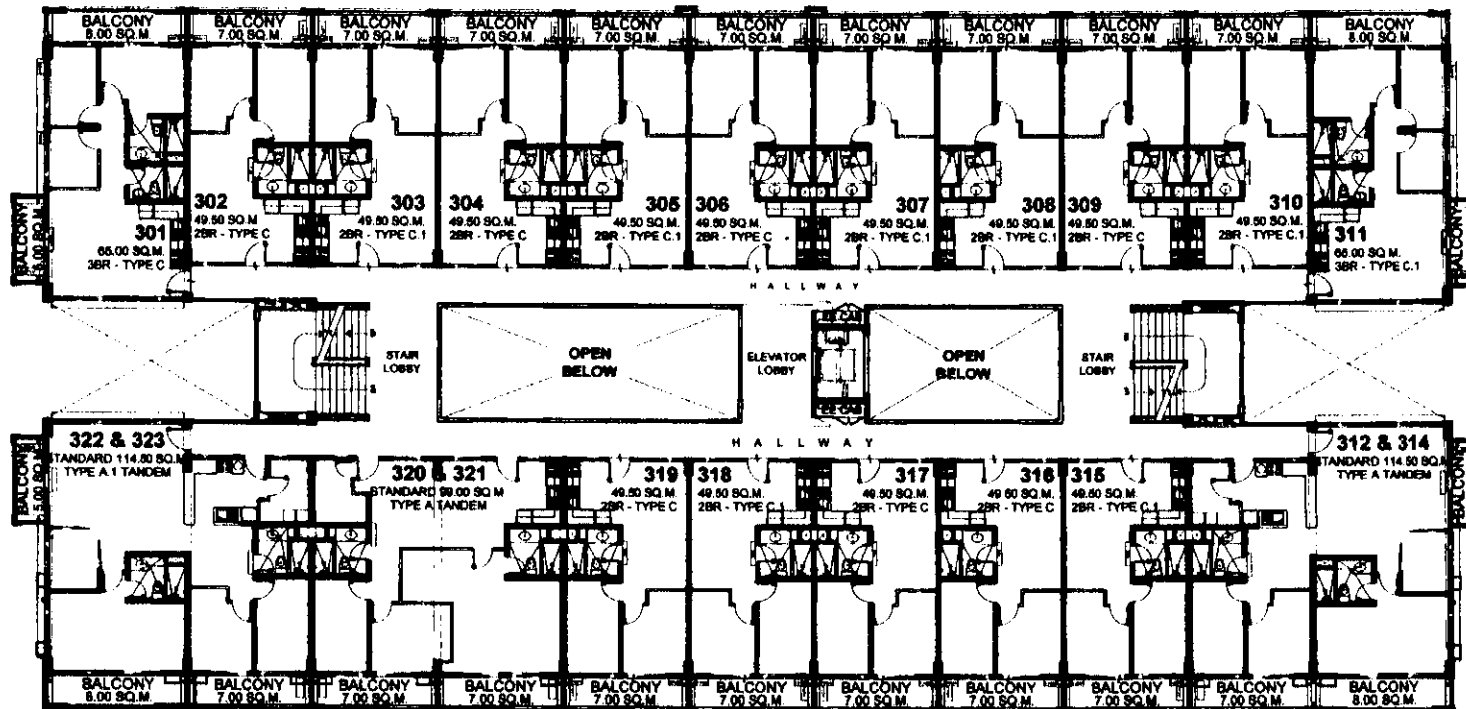 BALCONY
8.00 SQ.M.
BALCONY
7.00 SQ.M.
BALCONY
7.00 SQ.M.
BALCONY
7.00 SQ.M.
BALCONY
7.00 SQ.M.
BALCONY
7.00 SQ.M.
BALCONY
7.00 SQ.M.
BALCONY
7.00 SQ.M.
BALCONY
7.00 SQ.M.
BALCONY
7.00 SQ.M.
BALCONY
8.00 SQ.M.
BALCONY
5.00 SQ.M.
301
65.00 SQ.M.
3BR - TYPE C
302
49.50 SQ.M
2BR - TYPE C
303
49.50 SQ.M.
2BR - TYPE C.1
304
49.50 SQ.M.
2BR - TYPE C
305
49.50 SQ.M.
2BR - TYPE C.1
306
49.50 SQ.M.
2BR - TYPE C
307
49.50 SQ.M.
2BR - TYPE C.1
308
49.50 SQ.M.
2BR - TYPE C.1
309
49.50 SQ.M.
2BR - TYPE C
310
49.50 SQ.M.
2BR - TYPE C.1
311
65.00 SQ.M.
3BR - TYPE C.1
BALCONY
HALLWAY
STAIR
LOBBY
OPEN
BELOW
ELEVATOR
LOBBY
EE CAB
EE CAB
OPEN
BELOW
STAIR
LOBBY
HALLWAY
BALCONY
5.00 SQ.M.
322 & 323
STANDARD 114.50 SQ.M.
TYPE A.1 TANDEM
320 & 321
STANDARD 99.00 SQ.M
TYPE A TANDEM
319
49.50 SQ.M.
2BR - TYPE C
318
49.50 SQ.M.
2BR - TYPE C.1
317
49.50 SQ.M.
2BR - TYPE C
316
49.50 SQ.M.
2BR - TYPE C
315
49.50 SQ.M.
2BR - TYPE C.1
312 & 314
STANDARD 114.50 SQ.M
TYPE A TANDEM
BALCONY
BALCONY
8.00 SQ.M.
BALCONY
7.00 SQ.M.
BALCONY
7.00 SQ.M.
BALCONY
7.00 SQ.M.
BALCONY
7.00 SQ.M.
BALCONY
7.00 SQ.M.
BALCONY
7.00 SQ.M.
BALCONY
7.00 SQ.M.
BALCONY
7.00 SQ.M.
BALCONY
7.00 SQ.M.
BALCONY
8.00 SQ.M.